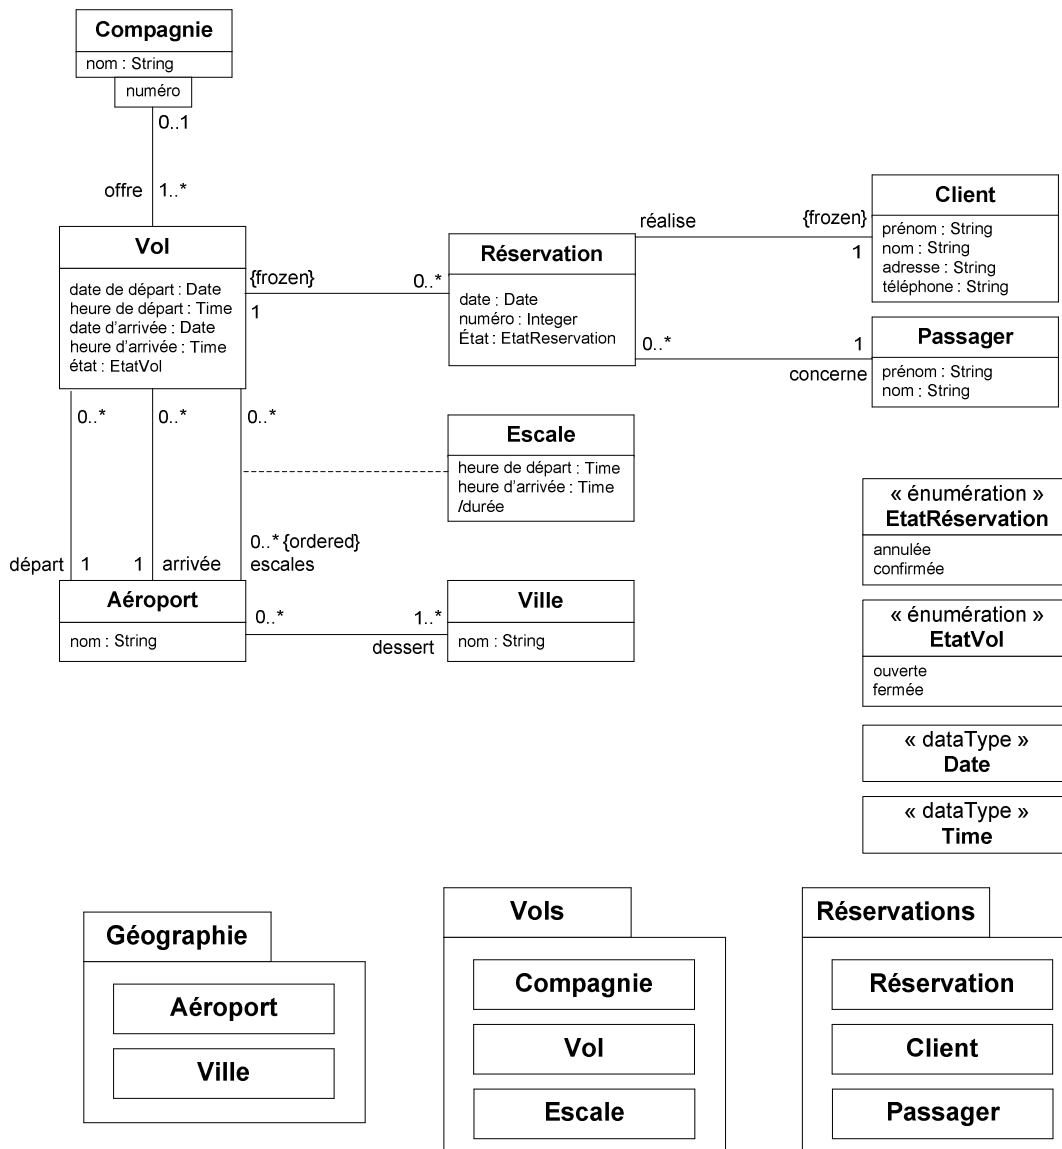 Compagnie
nom : String
numéro
0..1
offre 1..*
Vol
date de départ : Date
heure de départ : Time
date d'arrivée : Date
heure d'arrivée : Time
état : EtatVol
{frozen}
1
0..*
Réservation
date : Date
numéro : Integer
État : EtatReservation
réalise
{frozen}
1
Client
prénom : String
nom : String
adresse : String
téléphone : String
0..*
1
concerne
Passager
prénom : String
nom : String
0..* 0..* 0..*
Escale
heure de départ : Time
heure d'arrivée : Time
/durée
0..* {ordered}
départ 1 1 arrivée escales
Aéroport
nom : String
0..*
1..*
dessert
Ville
nom : String
« énumération »
EtatRéservation
annulée
confirmée
« énumération »
EtatVol
ouverte
fermée
« dataType »
Date
« dataType »
Time
Géographie
Aéroport
Ville
Vols
Compagnie
Vol
Escale
Réservations
Réservation
Client
Passager